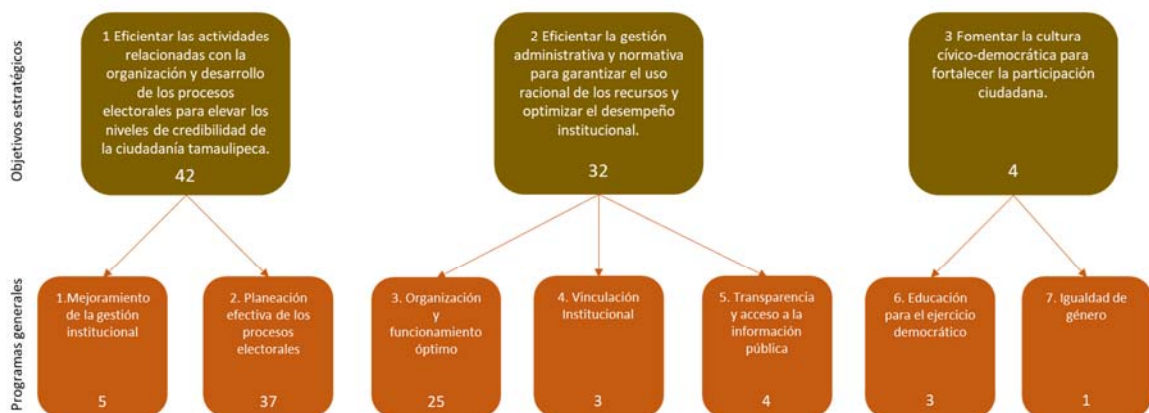 Objetivos estratégicos
1 Eficientar las actividades
relacionadas con la
organización y desarrollo
de los procesos
electorales para elevar los
niveles de credibilidad de
la ciudadanía tamaulipeca.
42
2 Eficientar la gestión
administrativa y normativa
para garantizar el uso
racional de los recursos y
optimizar el desempeño
institucional.
32
3 Fomentar la cultura
cívico-democrática para
fortalecer la participación
ciudadana.
4
Programas generales
1.Mejoramiento
de la gestión
institucional
5
2. Planeación
efectiva de los
procesos
electorales
37
3. Organización
y
funcionamiento
óptimo
25
4. Vinculación
Institucional
3
5. Transparencia
y acceso a la
información
pública
4
6. Educación
para el ejercicio
democrático
3
7. Igualdad de
género
1